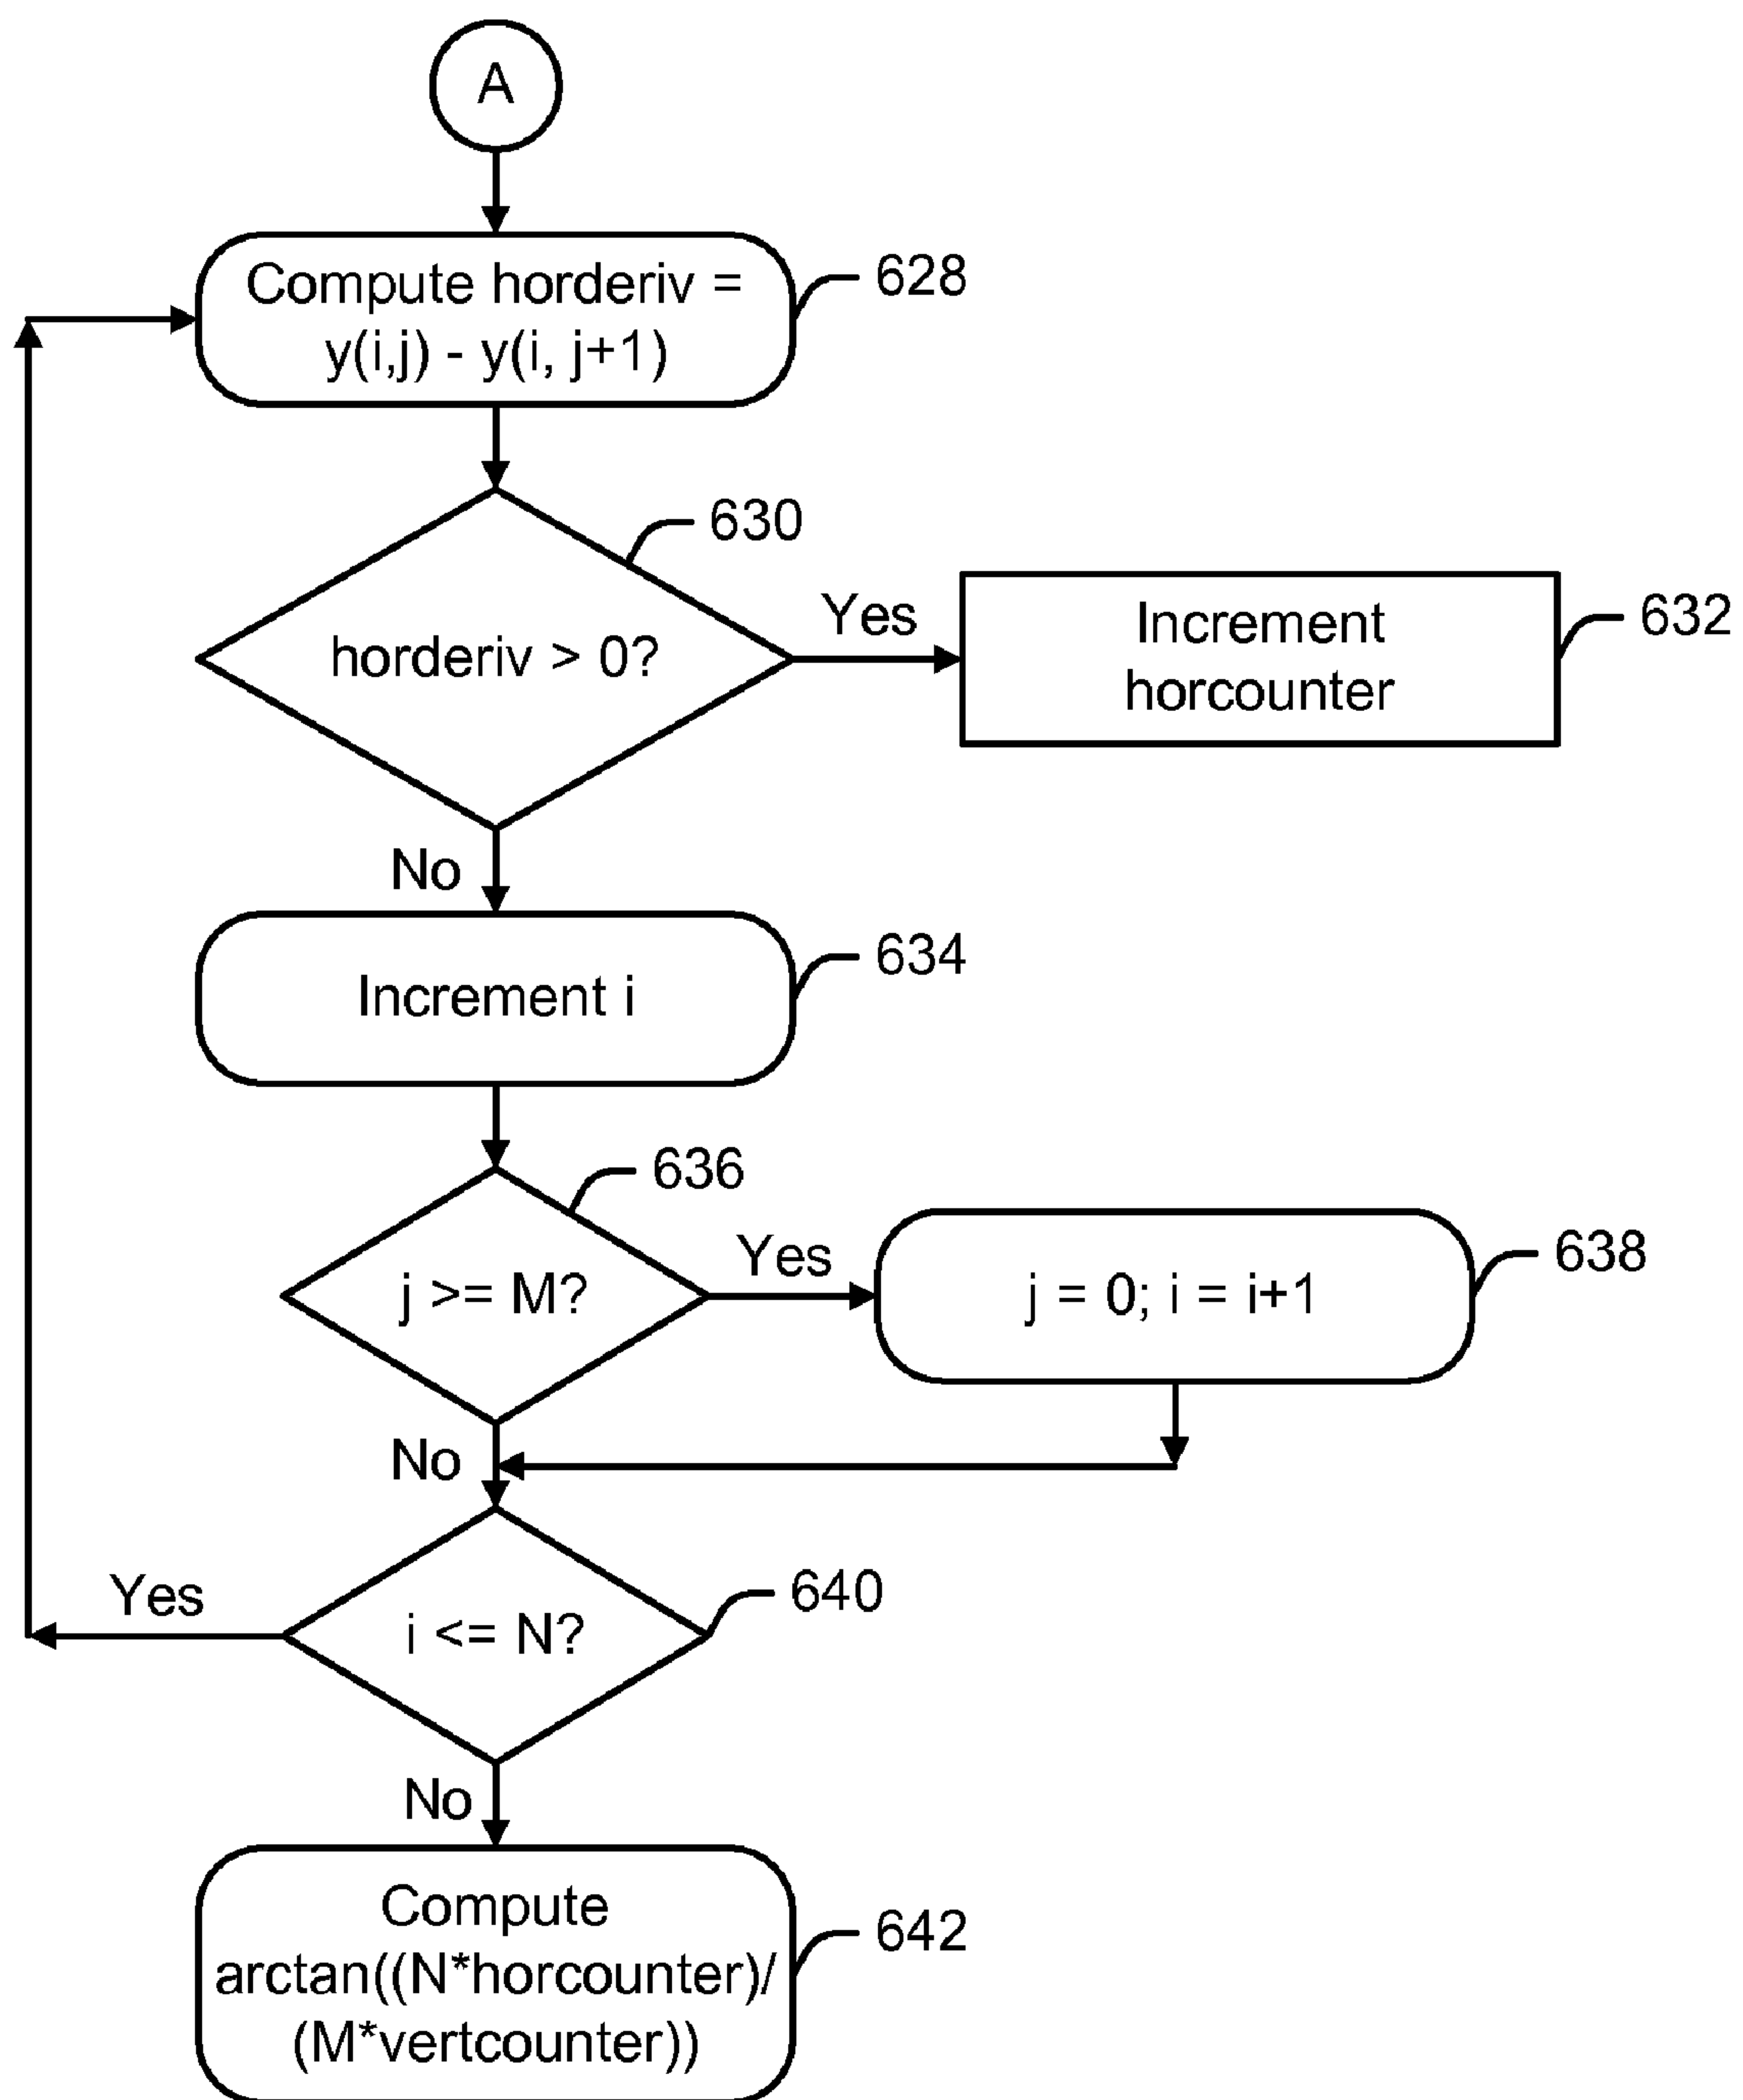 A
Compute horderiv =
y(i,j) - y(i, j+1)
628
630
horderiv > 0?
Yes
Increment
horcounter
632
No
Increment i
634
636
j >= M?
Yes
j = 0; i = i+1
638
No
640
i <= N?
Yes
No
Compute
arctan((N*horcounter)/
(M*vertcounter))
642